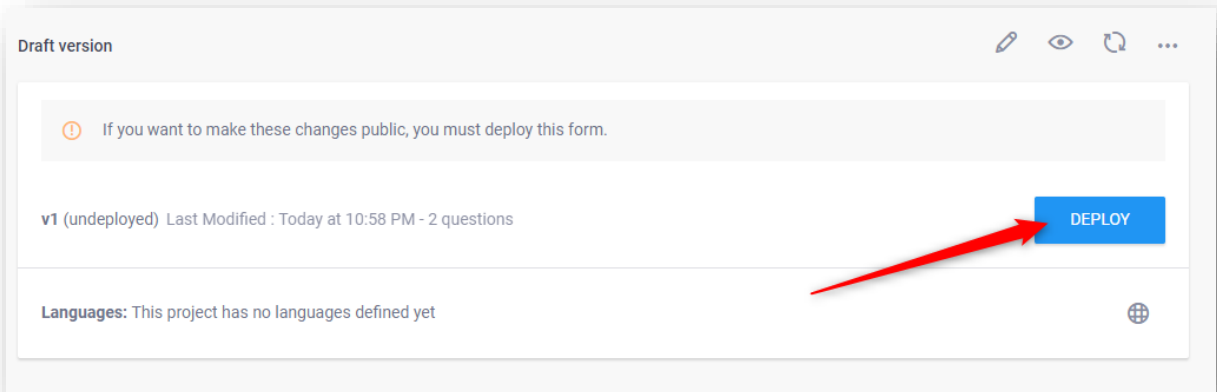 Draft version
If you want to make these changes public, you must deploy this form.
v1 (undeployed) Last Modified : Today at 10:58 PM - 2 questions
DEPLOY
Languages: This project has no languages defined yet